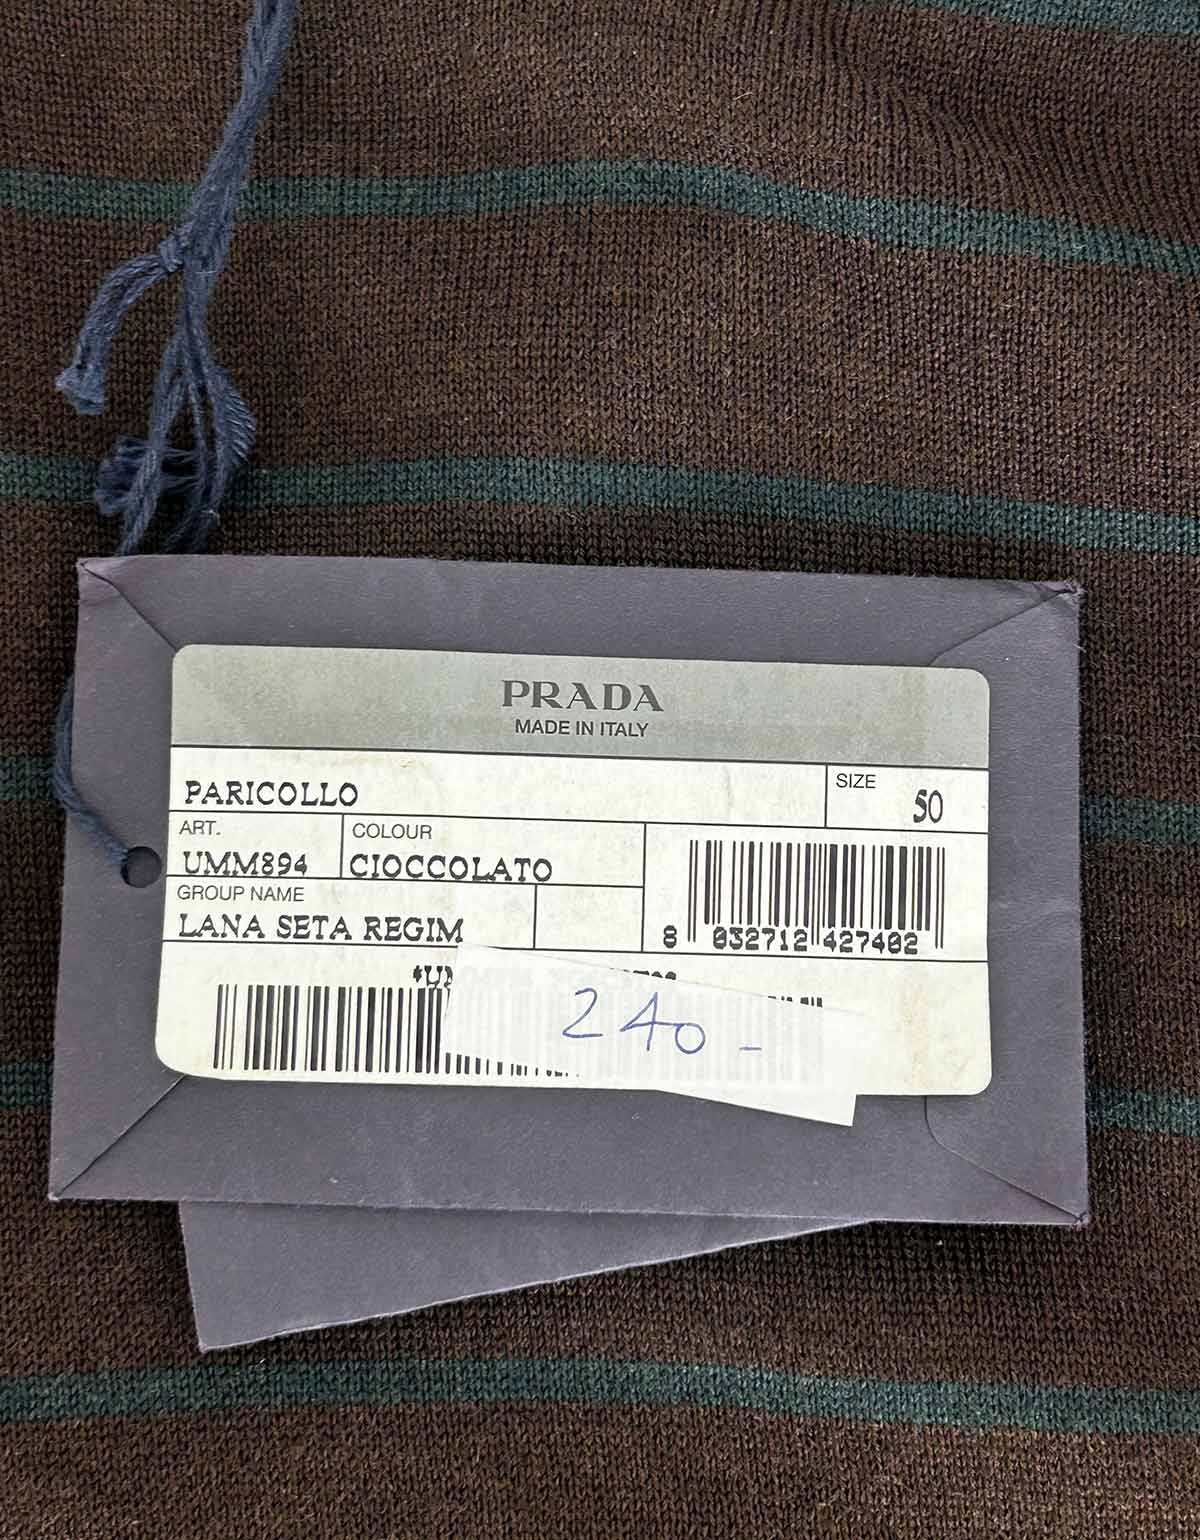 PRADA
MADE IN ITALY
PARICOLLO
SIZE
50
ART.
UMM894
COLOUR
CIOCCOLATO
GROUP NAME
LANA SETA REGIM
8 032712 427402
240-